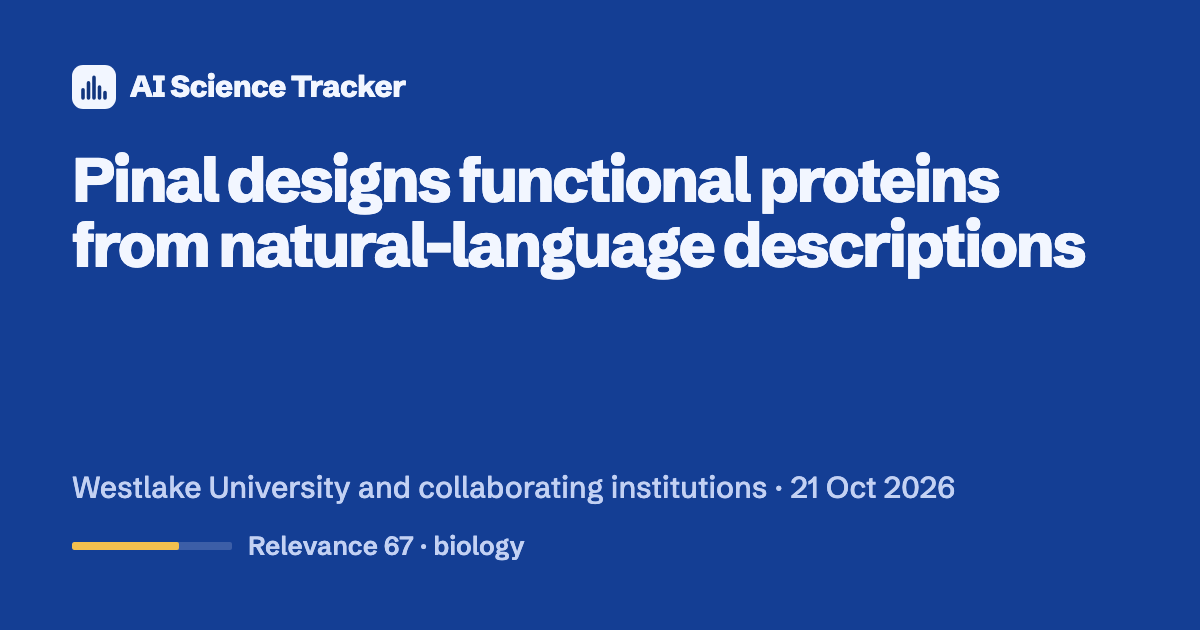 AI Science Tracker
Pinal designs functional proteins
from natural-language descriptions
Westlake University and collaborating institutions · 21 Oct 2026
Relevance 67 · biology